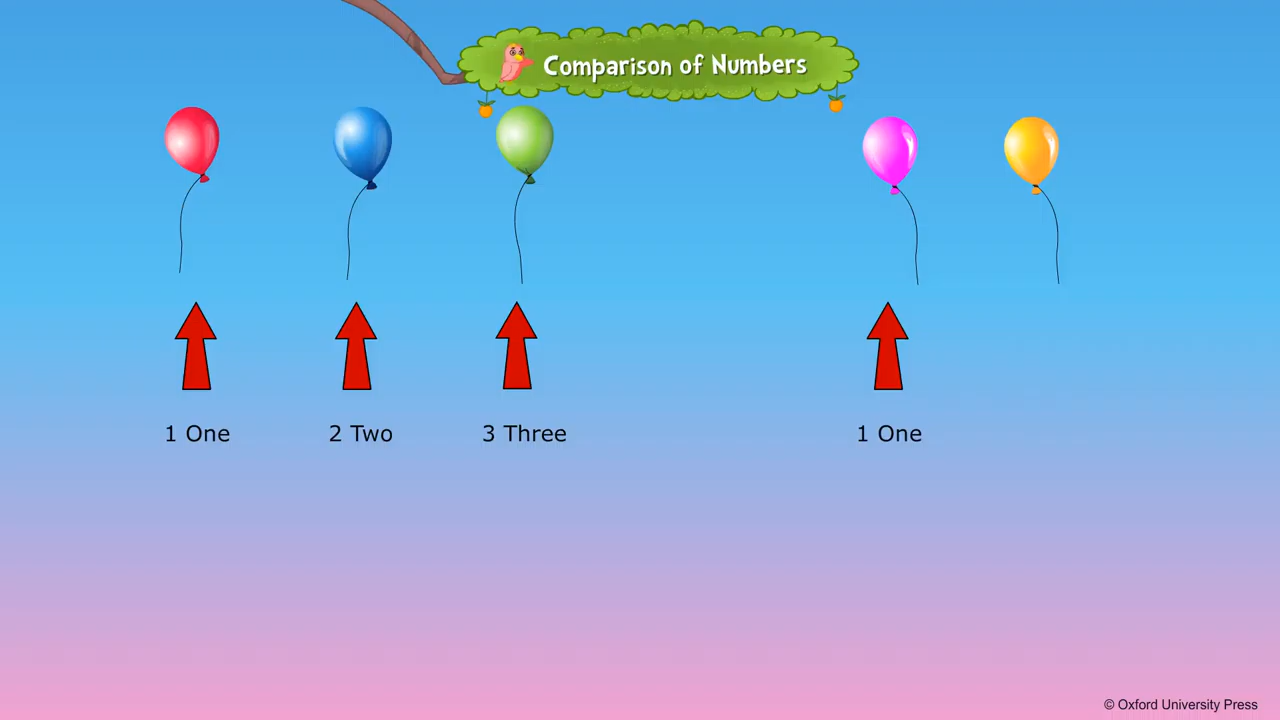 Comparison of Numbers
1 One 2 Two 3 Three 1 One
© Oxford University Press